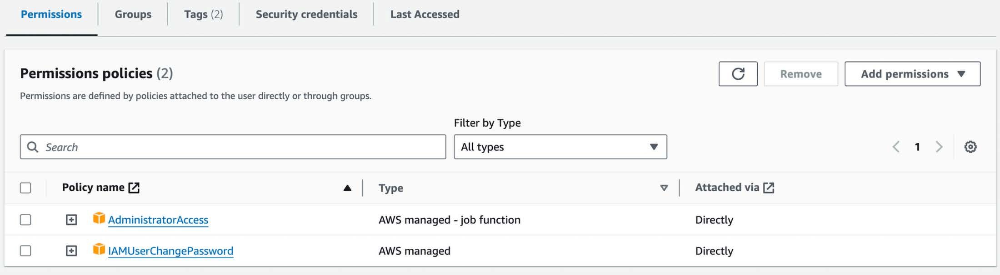 Permissions Groups Tags (2) Security credentials Last Accessed
Permissions policies (2)
Remove Add permissions
Permissions are defined by policies attached to the user directly or through groups.
Filter by Type
Search All types 1
Policy name Type Attached via
AdministratorAccess AWS managed - job function Directly
IAMUserChangePassword AWS managed Directly